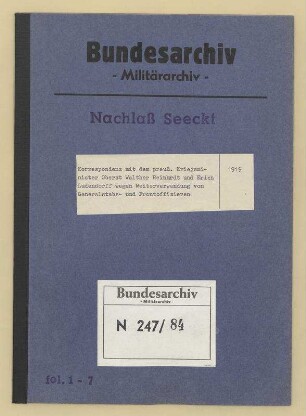 Bundesarchiv
- Militärarchiv -
Nachlaß Seeckt
Korrespondenz mit dem preuß. Kriegsmi- 1919
nister Oberst Walther Reinhardt und Erich
Ludendorff wegen Weiterverwendung von
Generalstabs- und Frontoffizieren
Bundesarchiv
- Militärarchiv
N 247/ 84
fol. 1 - 7